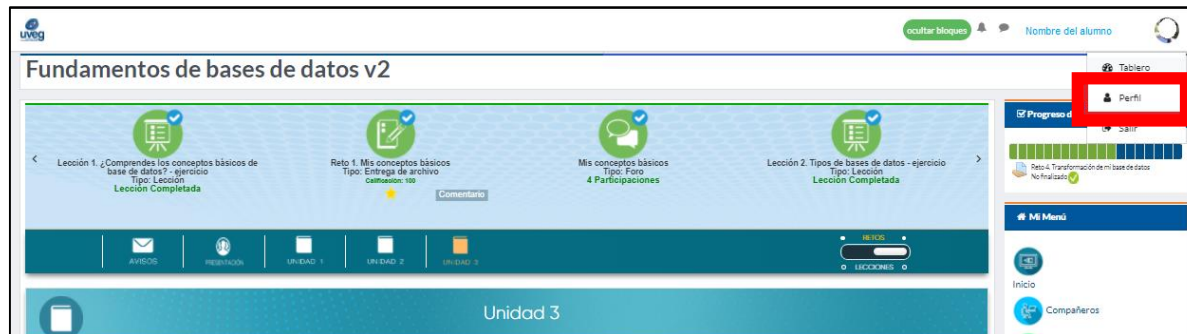 uveg
ocultar bloques
Nombre del alumno
Fundamentos de bases de datos v2
Tablero
Perfil
Salir
Lección 1. ¿Comprendes los conceptos básicos de
base de datos? - ejercicio
Tipo: Lección
Lección Completada
Reto 1. Mis conceptos básicos
Tipo: Entrega de archivo
Calificación: 100
Comentario
Mis conceptos básicos
Tipo: Foro
4 Participaciones
Lección 2. Tipos de bases de datos - ejercicio
Tipo: Lección
Lección Completada
Progreso d
Reto 4. Transformación de mi base de datos
No finalizado
Mi Menú
AVISOS
PRESENTACIÓN
UNIDAD 1
UNIDAD 2
UNIDAD 3
RETOS
LECCIONES
Inicio
Compañeros
Unidad 3